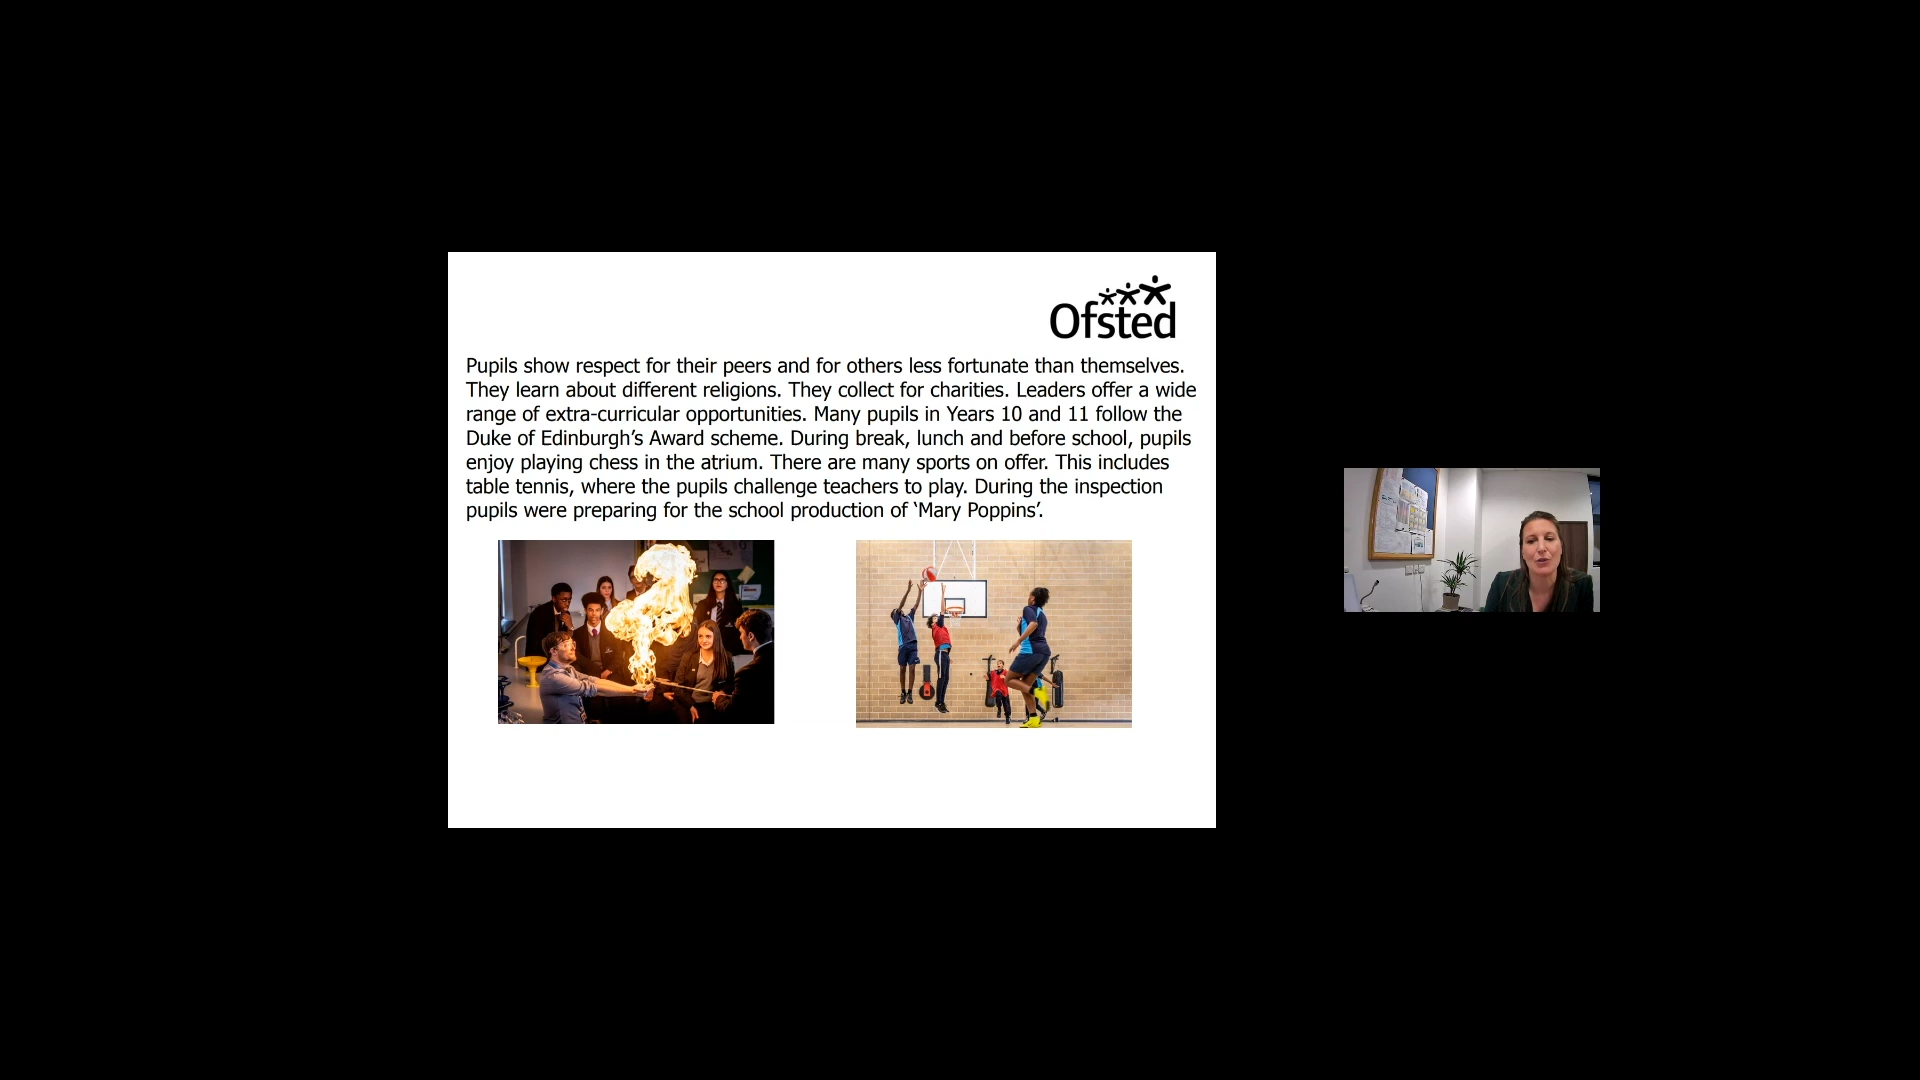 Ofsted
Pupils show respect for their peers and for others less fortunate than themselves.
They learn about different religions. They collect for charities. Leaders offer a wide
range of extra-curricular opportunities. Many pupils in Years 10 and 11 follow the
Duke of Edinburgh’s Award scheme. During break, lunch and before school, pupils
enjoy playing chess in the atrium. There are many sports on offer. This includes
table tennis, where the pupils challenge teachers to play. During the inspection
pupils were preparing for the school production of ‘Mary Poppins’.